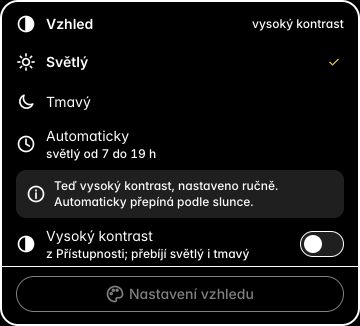 Vzhled
vysoký kontrast
Světlý
Tmavý
Automaticky
světlý od 7 do 19 h
Teď vysoký kontrast, nastaveno ručně.
Automaticky přepíná podle slunce.
Vysoký kontrast
z Přístupnosti; přebíjí světlý i tmavý
Nastavení vzhledu